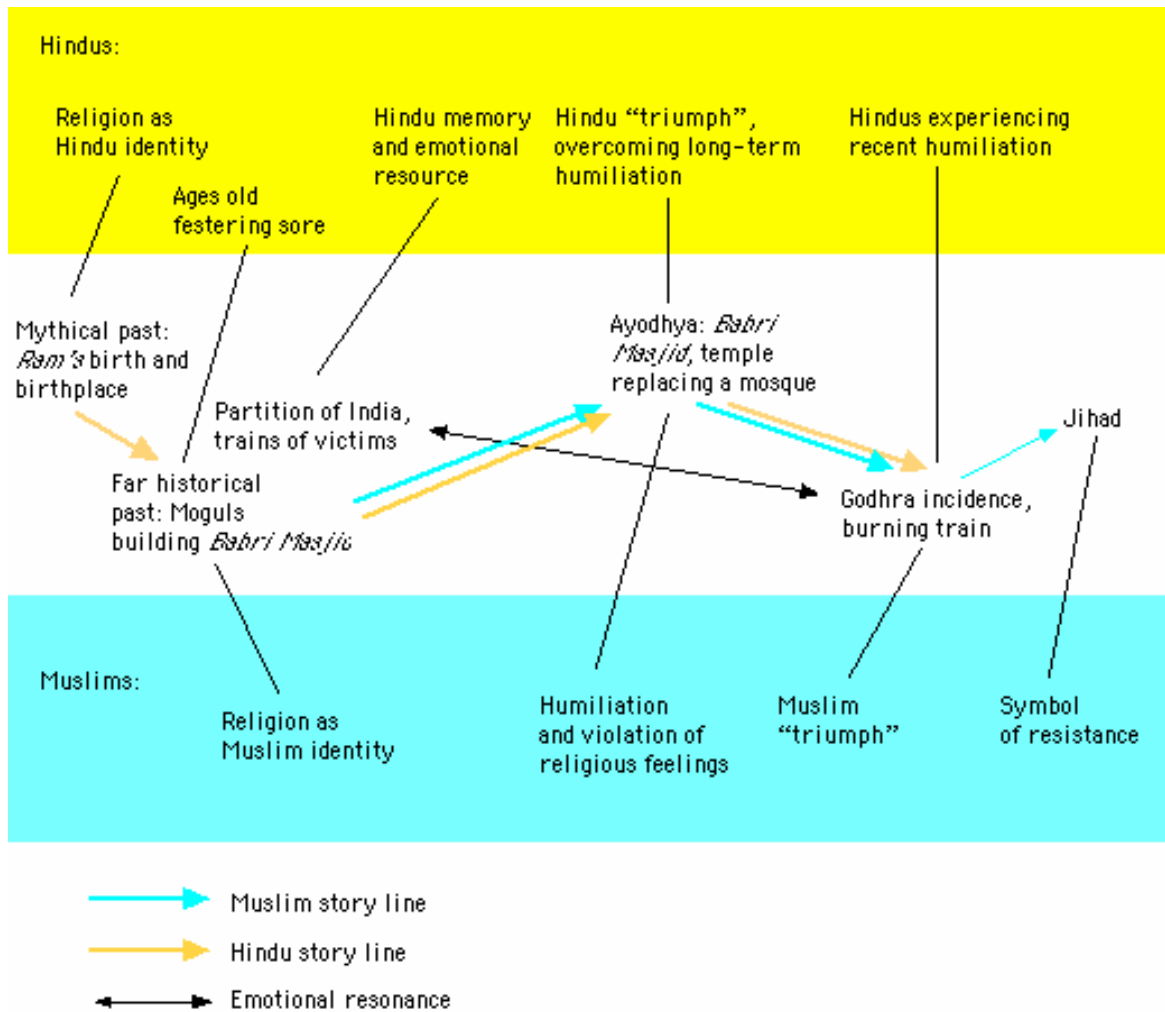 Hindus:
Religion as
Hindu identity
Ages old
festering sore
Hindu memory
and emotional
resource
Hindu “triumph”,
overcoming long-term
humiliation
Hindus experiencing
recent humiliation
Mythical past:
Ram's birth and
birthplace
Partition of India,
trains of victims
Far historical
past: Moguls
building Babri Masjid
Ayodhya: Babri
Masjid, temple
replacing a mosque
Godhra incidence,
burning train
Jihad
Muslims:
Religion as
Muslim identity
Humiliation
and violation of
religious feelings
Muslim
“triumph”
Symbol
of resistance
Muslim story line
Hindu story line
Emotional resonance